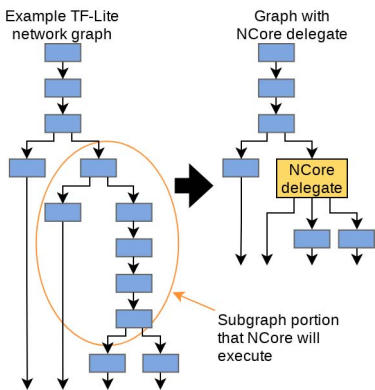 Example TF-Lite
network graph
Graph with
NCore delegate
NCore
delegate
Subgraph portion
that NCore will
execute